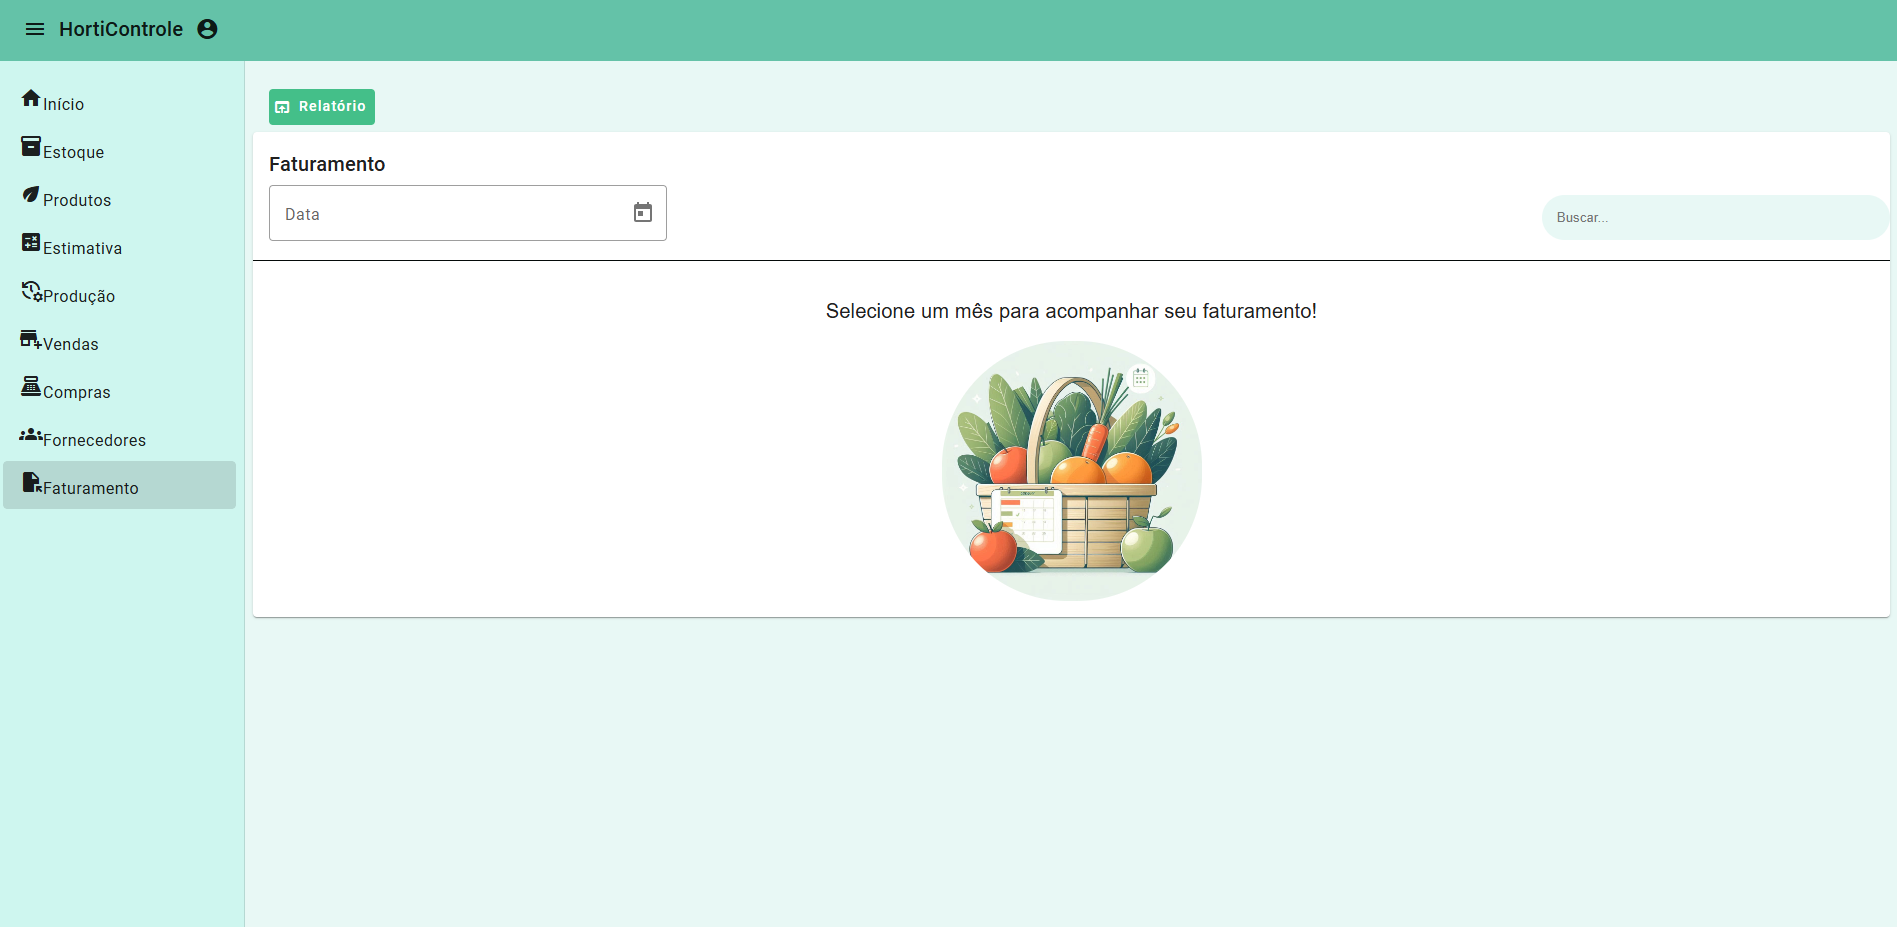 HortiControle
Início
Estoque
Produtos
Estimativa
Produção
Vendas
Compras
Fornecedores
Faturamento
Relatório
Faturamento
Data
Buscar...
Selecione um mês para acompanhar seu faturamento!